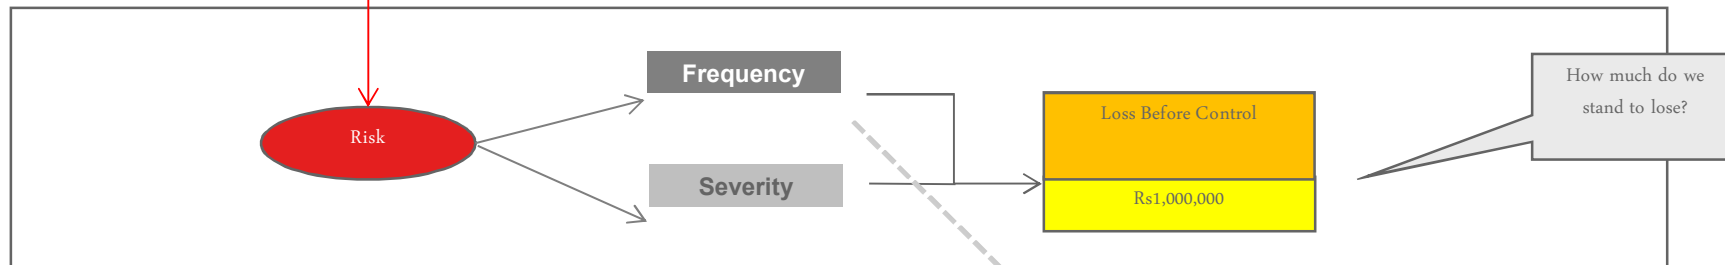 Frequency
How much do we
stand to lose?
Loss Before Control
Risk
Severity
Rs1,000,000